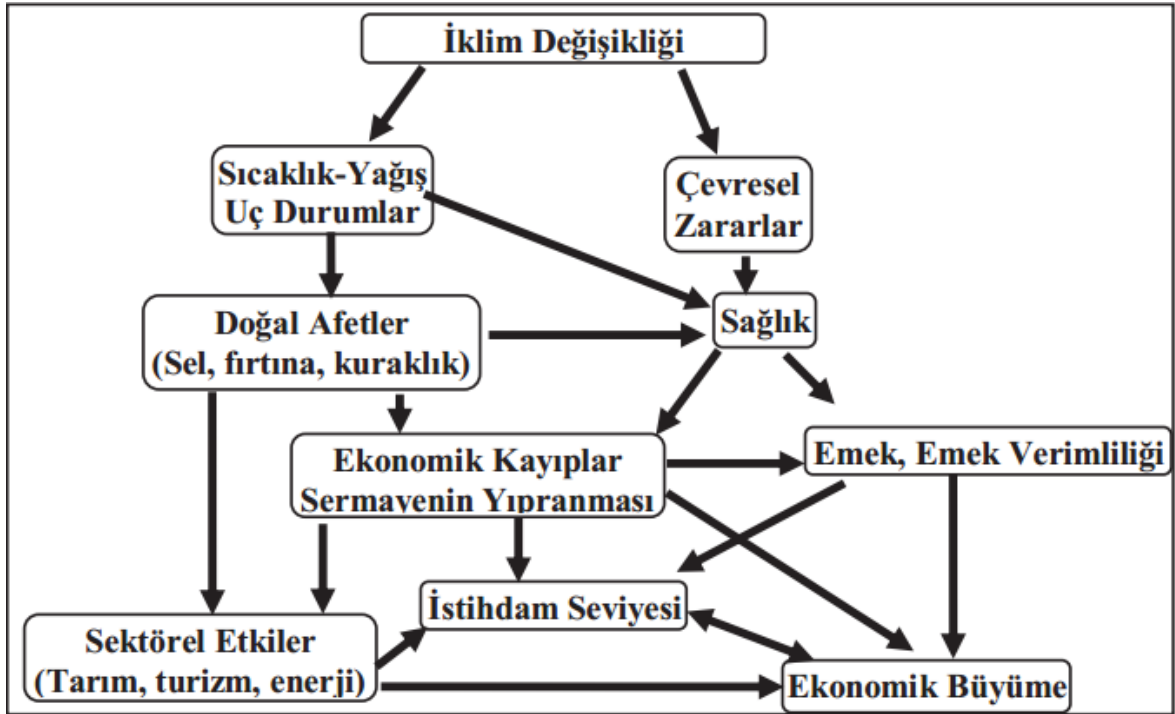 İklim Değişikliği
Sıcaklık-Yağış
Uç Durumlar
Çevresel
Zararlar
Doğal Afetler
(Sel, fırtına, kuraklık)
Sağlık
Ekonomik Kayıplar
Sermayenin Yıpranması
Emek, Emek Verimliliği
İstihdam Seviyesi
Sektörel Etkiler
(Tarım, turizm, enerji)
Ekonomik Büyüme